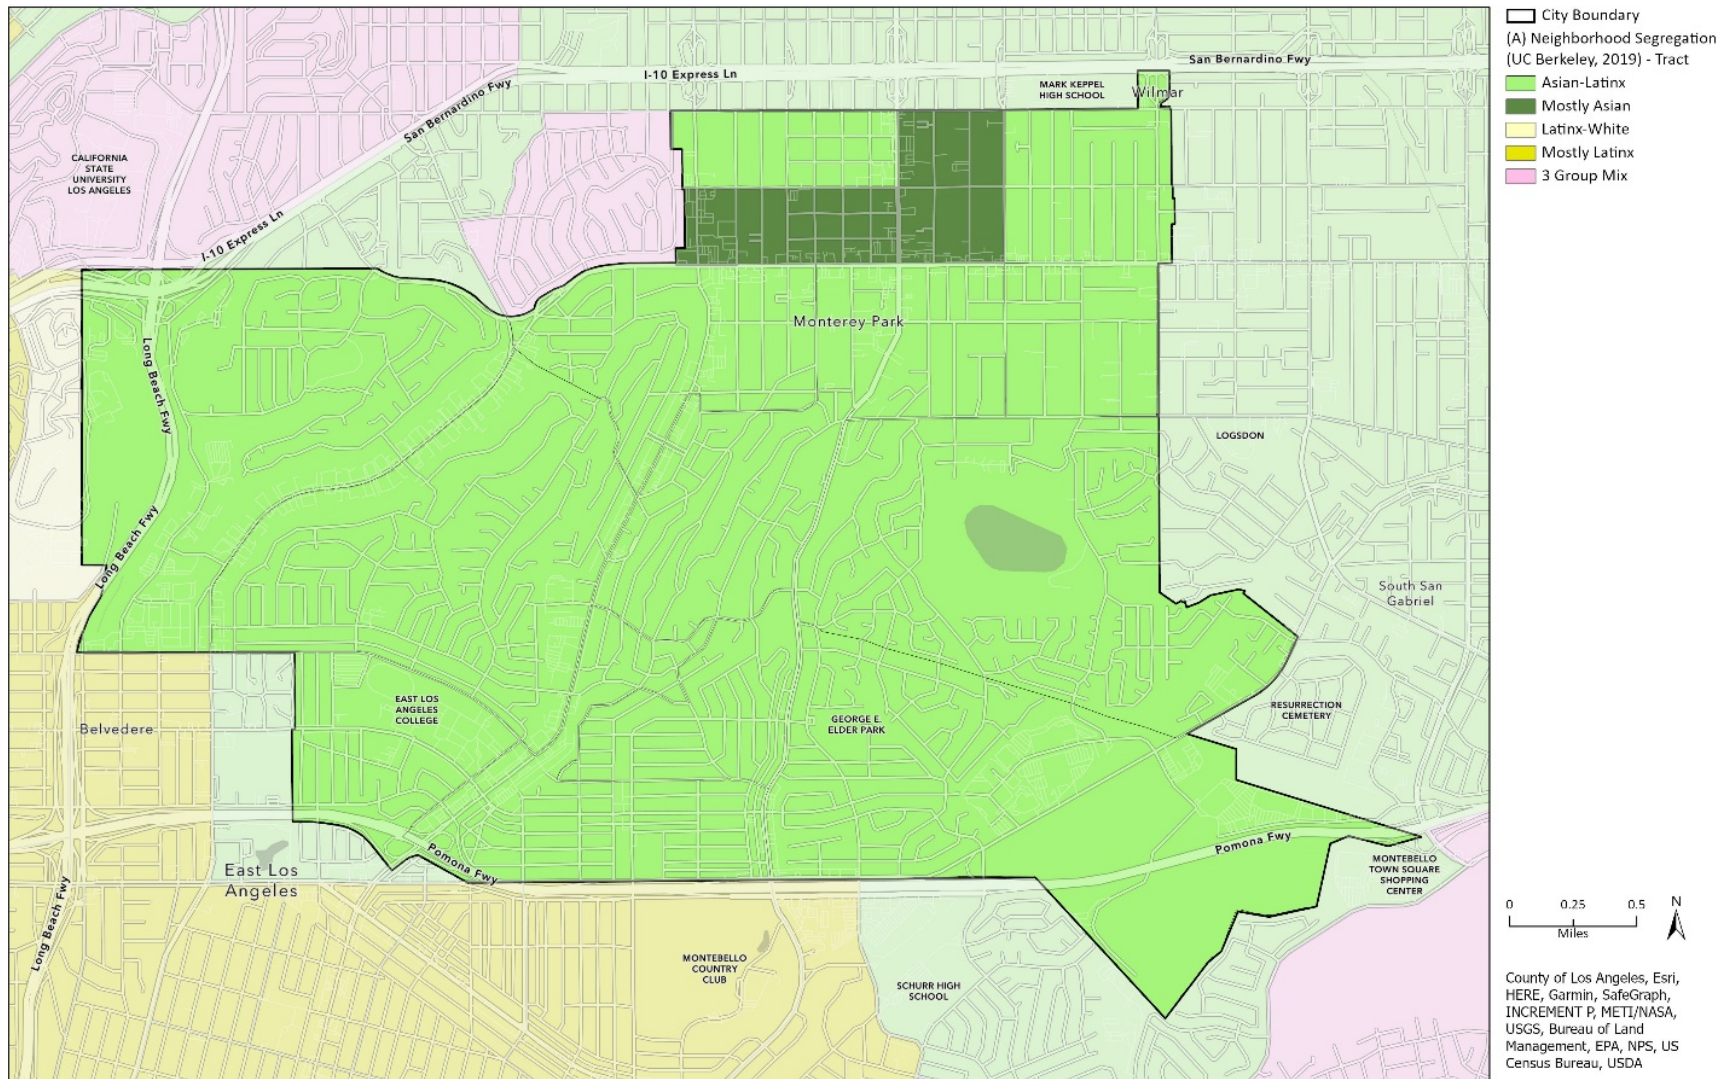 I-10 Express Ln
San Bernardino Fwy
San Bernardino Fwy
MARK KEPPEL
HIGH SCHOOL
Wilmar
CALIFORNIA
STATE
UNIVERSITY
LOS ANGELES
I-10 Express Ln
Monterey Park
Long Beach Fwy
LOGSDON
Long Beach Fwy
South San
Gabriel
EAST LOS
ANGELES
COLLEGE
GEORGE E.
ELDER PARK
RESURRECTION
CEMETERY
Belvedere
Pomona Fwy
Pomona Fwy
East Los
Angeles
MONTEBELLO
TOWN SQUARE
SHOPPING
CENTER
Long Beach Fwy
MONTEBELLO
COUNTRY
CLUB
SCHURR HIGH
SCHOOL
City Boundary
(A) Neighborhood Segregation
(UC Berkeley, 2019) - Tract
Asian-Latinx
Mostly Asian
Latinx-White
Mostly Latinx
3 Group Mix
0 0.25 0.5
Miles
N
County of Los Angeles, Esri,
HERE, Garmin, SafeGraph,
INCREMENT P, METI/NASA,
USGS, Bureau of Land
Management, EPA, NPS, US
Census Bureau, USDA